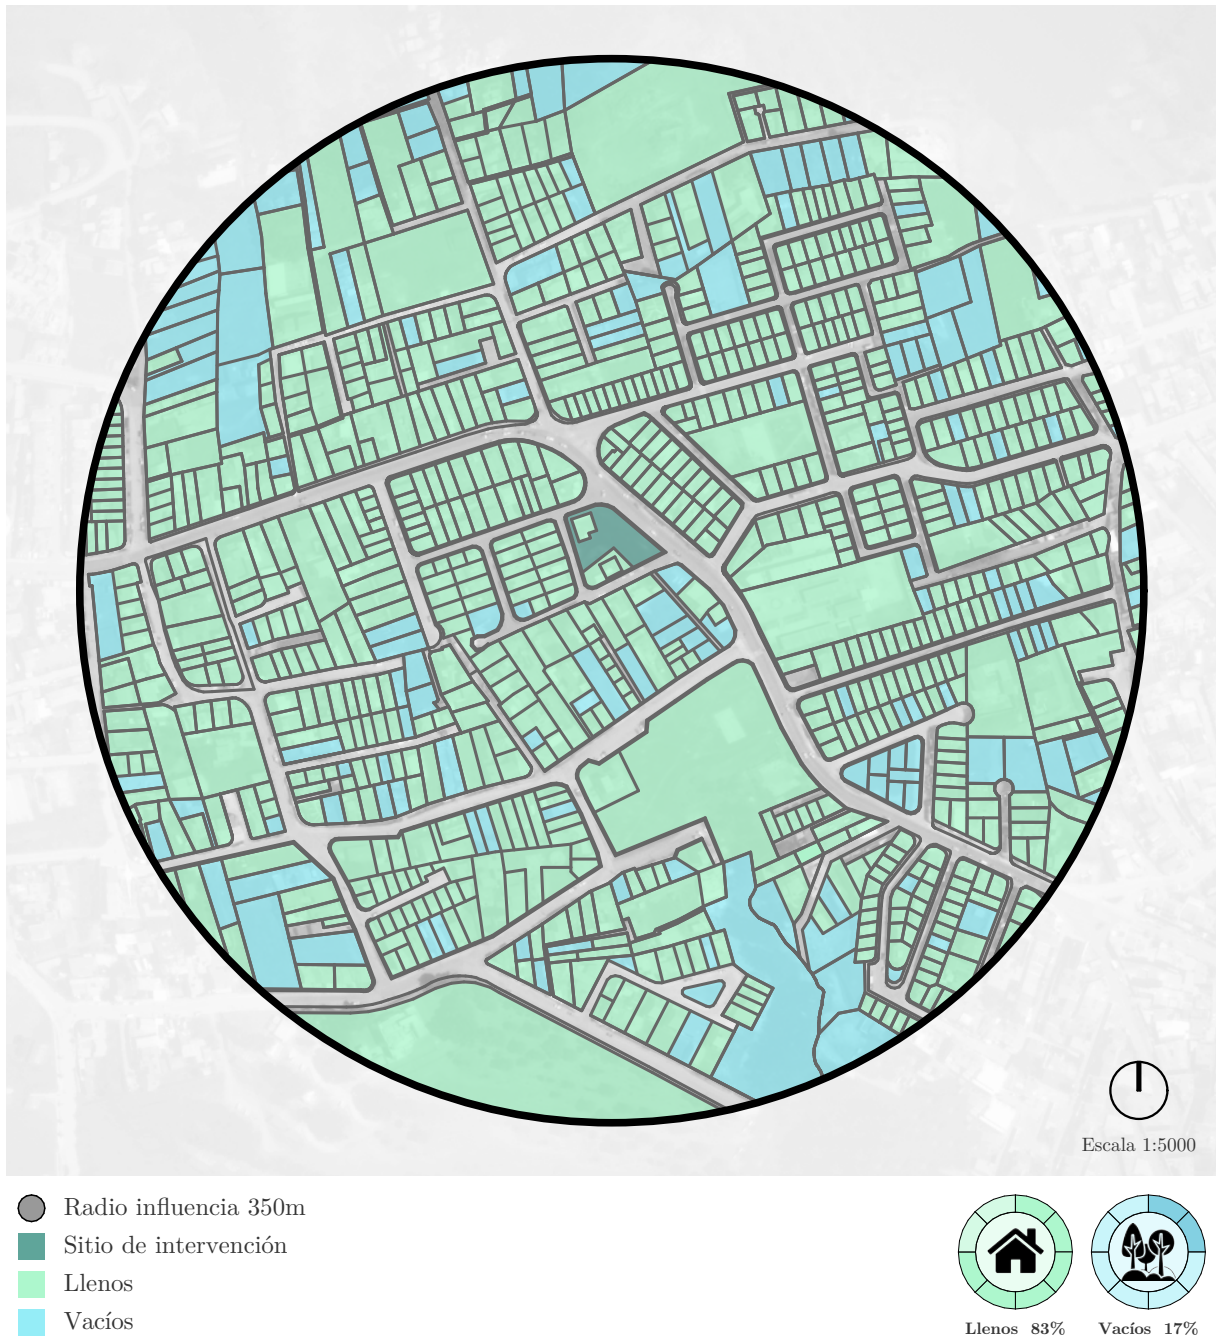 Escala 1:5000
Radio influencia 350m
Sitio de intervención
Llenos
Vacíos
Llenos 83%
Vacíos 17%